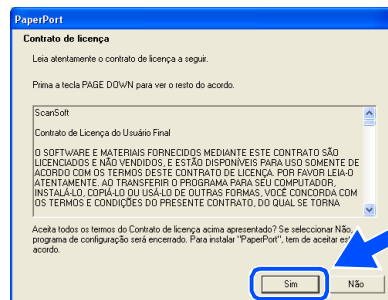 PaperPort
Contrato de licença
Leia atentamente o contrato de licença a seguir.
Prima a tecla PAGE DOWN para ver o resto do acordo.
ScanSoft
Contrato de Licença do Usuário Final
O SOFTWARE E MATERIAIS FORNECIDOS MEDIANTE ESTE CONTRATO SÃO
LICENCIADOS E NÃO VENDIDOS, E ESTÃO DISPONÍVEIS PARA USO SOMENTE DE
ACORDO COM OS TERMOS DESTE CONTRATO DE LICENÇA. POR FAVOR LEIA-O
ATENTAMENTE. AO TRANSFERIR O PROGRAMA PARA SEU COMPUTADOR,
INSTALÁ-LO, COPIÁ-LO OU USÁ-LO DE OUTRAS FORMAS, VOCÊ CONCORDA COM
OS TERMOS E CONDIÇÕES DO PRESENTE CONTRATO, DO QUAL SE TORNA
Aceita todos os termos do Contrato de licença acima apresentado? Se seleccionar Não,
programa de configuração será encerrado. Para instalar "PaperPort", tem de aceitar
acordo.
Sim
Não